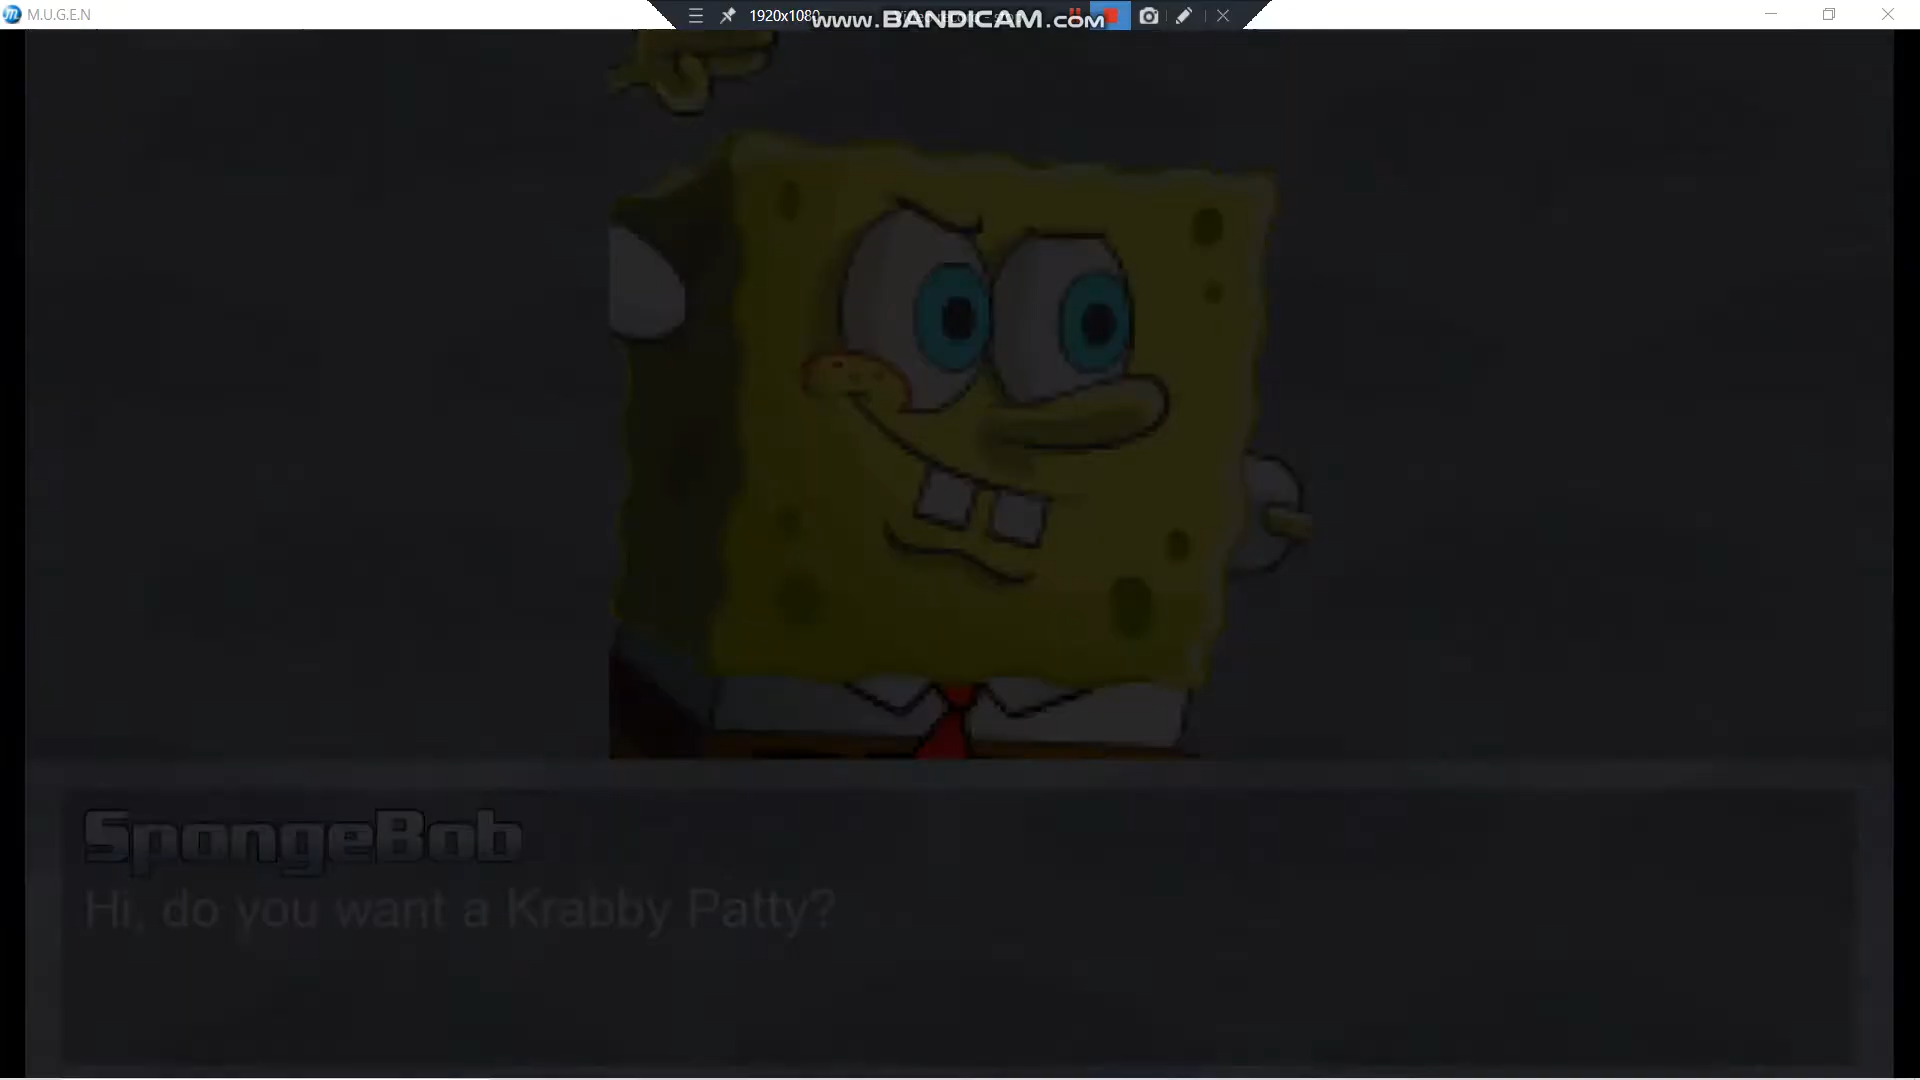 M.U.G.E.N
1920x1080
www.BANDICAM.com
SpongeBob
Hi, do you want a Krabby Patty?